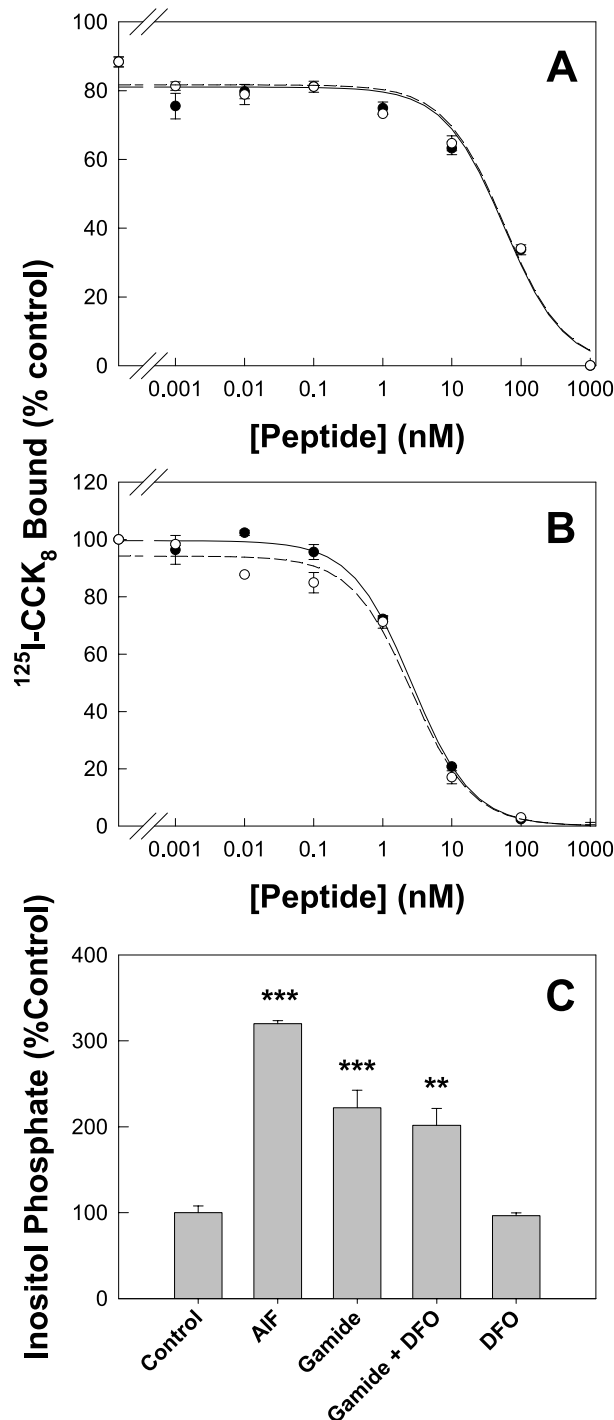 100
80
60
40
20
0
A
0.001 0.01 0.1 1 10 100 1000
[Peptide] (nM)
¹²⁵I-CCK₈ Bound (% control)
120
100
80
60
40
20
0
B
0.001 0.01 0.1 1 10 100 1000
[Peptide] (nM)
Inositol Phosphate (%Control)
400
300
200
100
0
C
***
***
**
Control
AlF
Gamide
Gamide + DFO
DFO